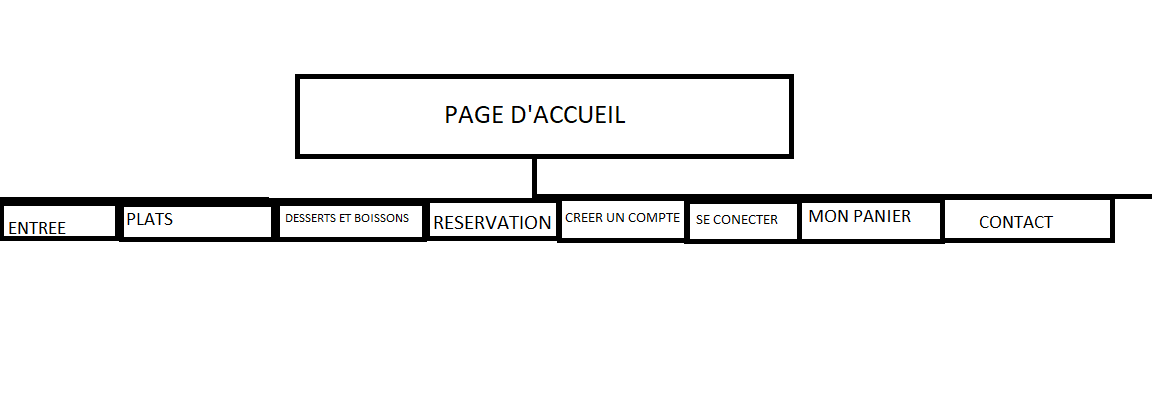 PAGE D'ACCUEIL
ENTREE
PLATS
DESSERTS ET BOISSONS
RESERVATION
CREER UN COMPTE
SE CONECTER
MON PANIER
CONTACT